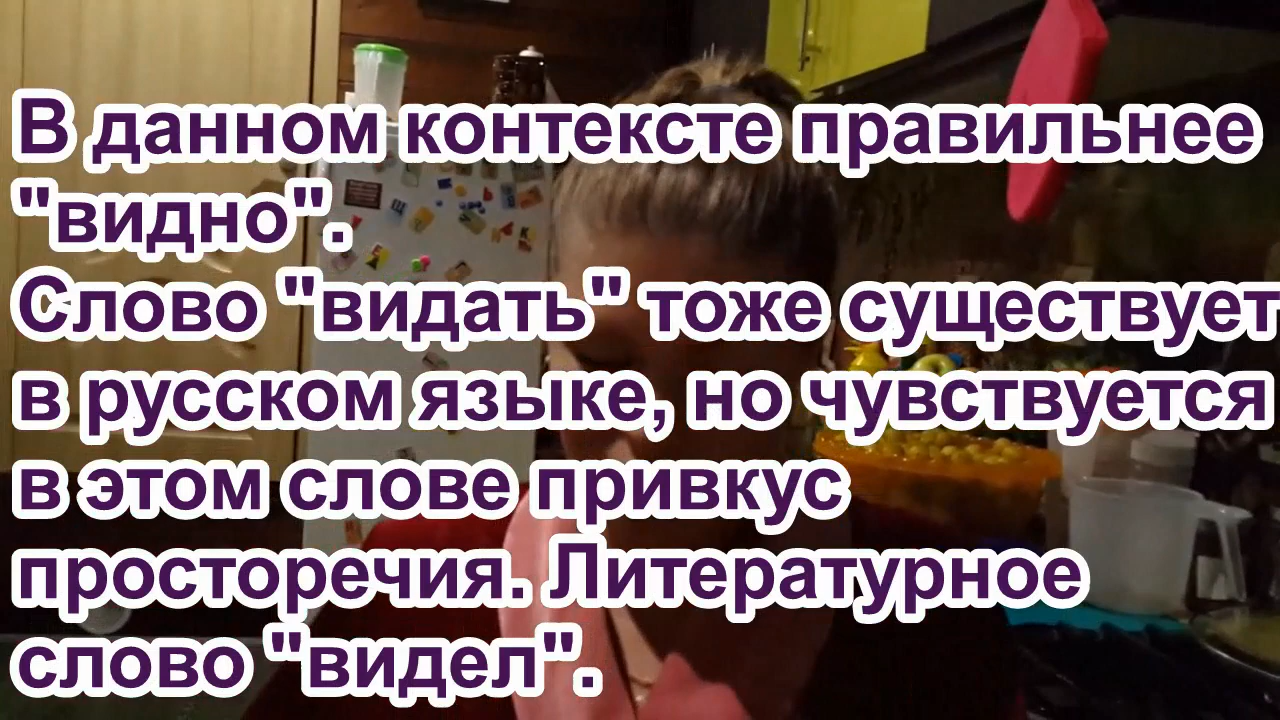 В данном контексте правильнее
"видно".
Слово "видать" тоже существует
в русском языке, но чувствуется
в этом слове привкус
просторечия. Литературное
слово "видел".